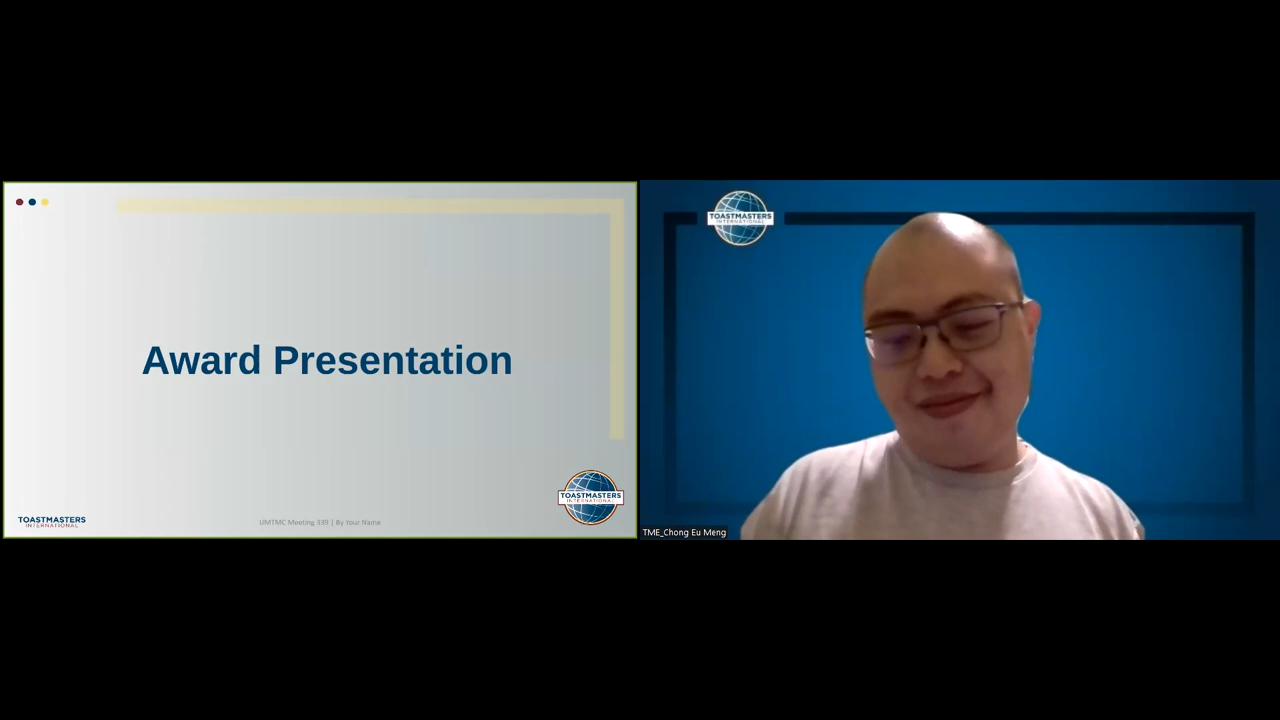 Award Presentation
TOASTMASTERS
INTERNATIONAL
UMTMC Meeting 339 | By Your Name
TOASTMASTERS
INTERNATIONAL
TOASTMASTERS
INTERNATIONAL
TME_Chong Eu Meng